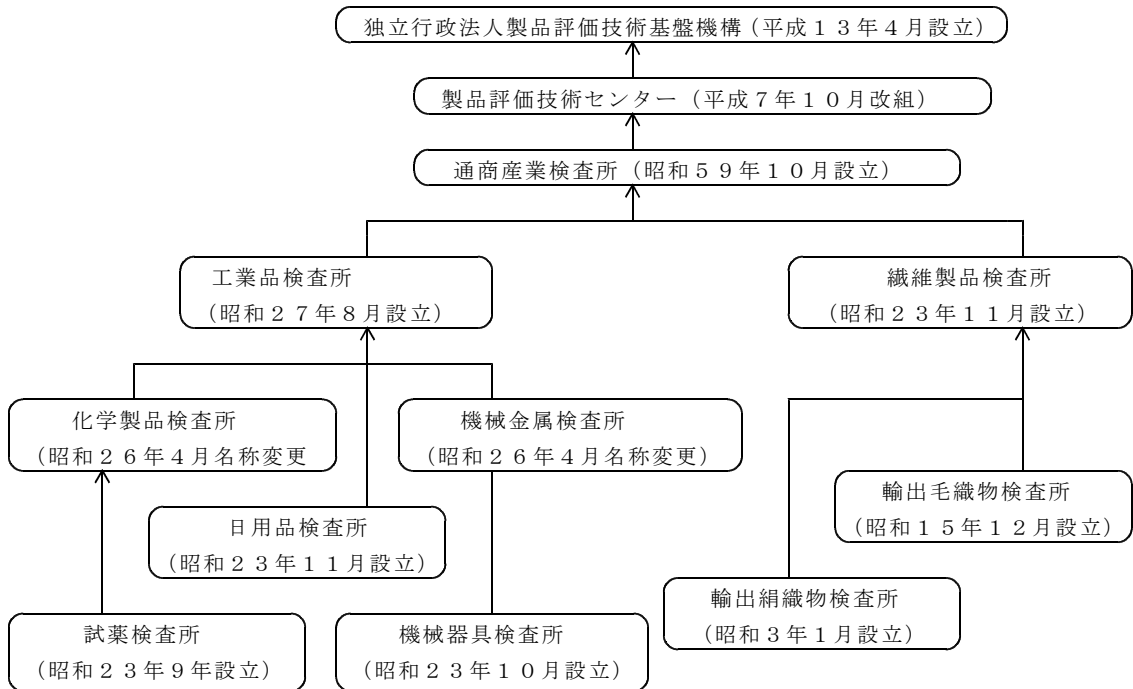 独立行政法人製品評価技術基盤機構（平成１３年４月設立）
製品評価技術センター（平成７年１０月改組）
通商産業検査所（昭和５９年１０月設立）
工業品検査所
（昭和２７年８月設立）
繊維製品検査所
（昭和２３年１１月設立）
化学製品検査所
（昭和２６年４月名称変更
機械金属検査所
（昭和２６年４月名称変更）
輸出毛織物検査所
（昭和１５年１２月設立）
日用品検査所
（昭和２３年１１月設立）
輸出絹織物検査所
（昭和３年１月設立）
試薬検査所
（昭和２３年９年設立）
機械器具検査所
（昭和２３年１０月設立）